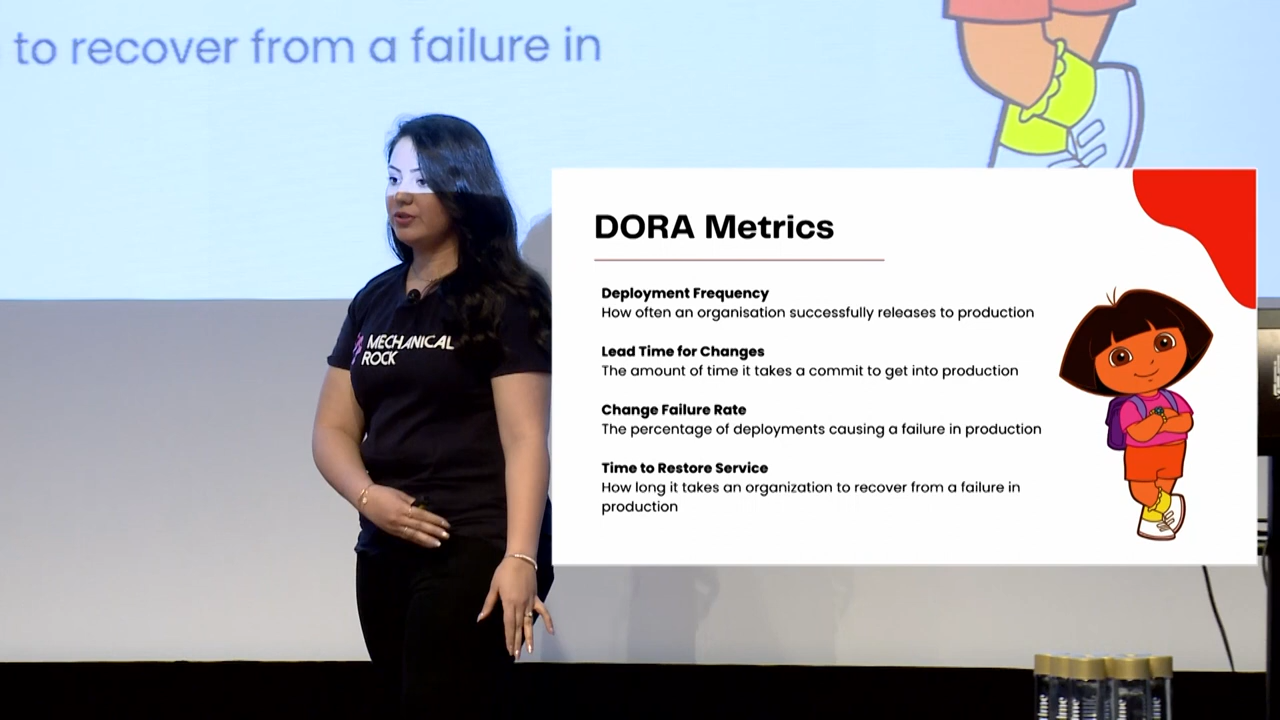 to recover from a failure in
MECHANICAL
ROCK
DORA Metrics
Deployment Frequency
How often an organisation successfully releases to production
Lead Time for Changes
The amount of time it takes a commit to get into production
Change Failure Rate
The percentage of deployments causing a failure in production
Time to Restore Service
How long it takes an organization to recover from a failure in
production